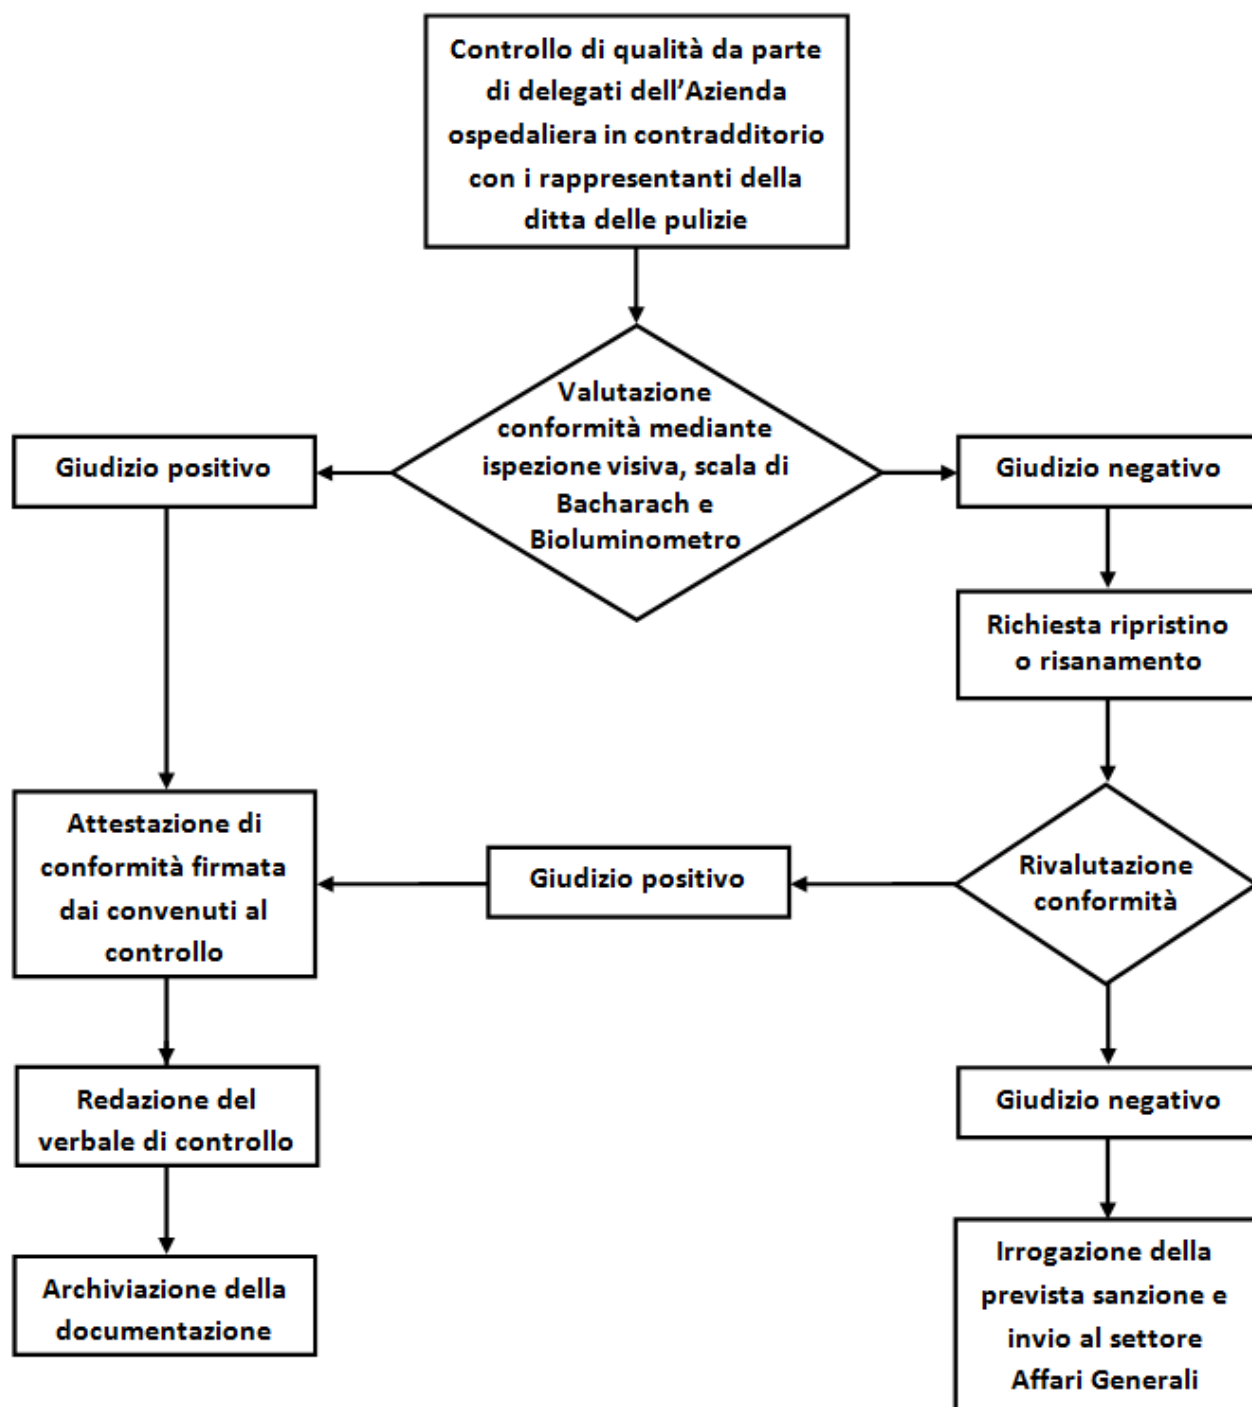 Controllo di qualità da parte
di delegati dell’Azienda
ospedaliera in contradditorio
con i rappresentanti della
ditta delle pulizie
Valutazione
conformità mediante
ispezione visiva, scala di
Bacharach e
Bioluminometro
Giudizio positivo
Giudizio negativo
Richiesta ripristino
o risanamento
Attestazione di
conformità firmata
dai convenuti al
controllo
Giudizio positivo
Rivalutazione
conformità
Redazione del
verbale di controllo
Giudizio negativo
Archiviazione della
documentazione
Irrogazione della
prevista sanzione e
invio al settore
Affari Generali